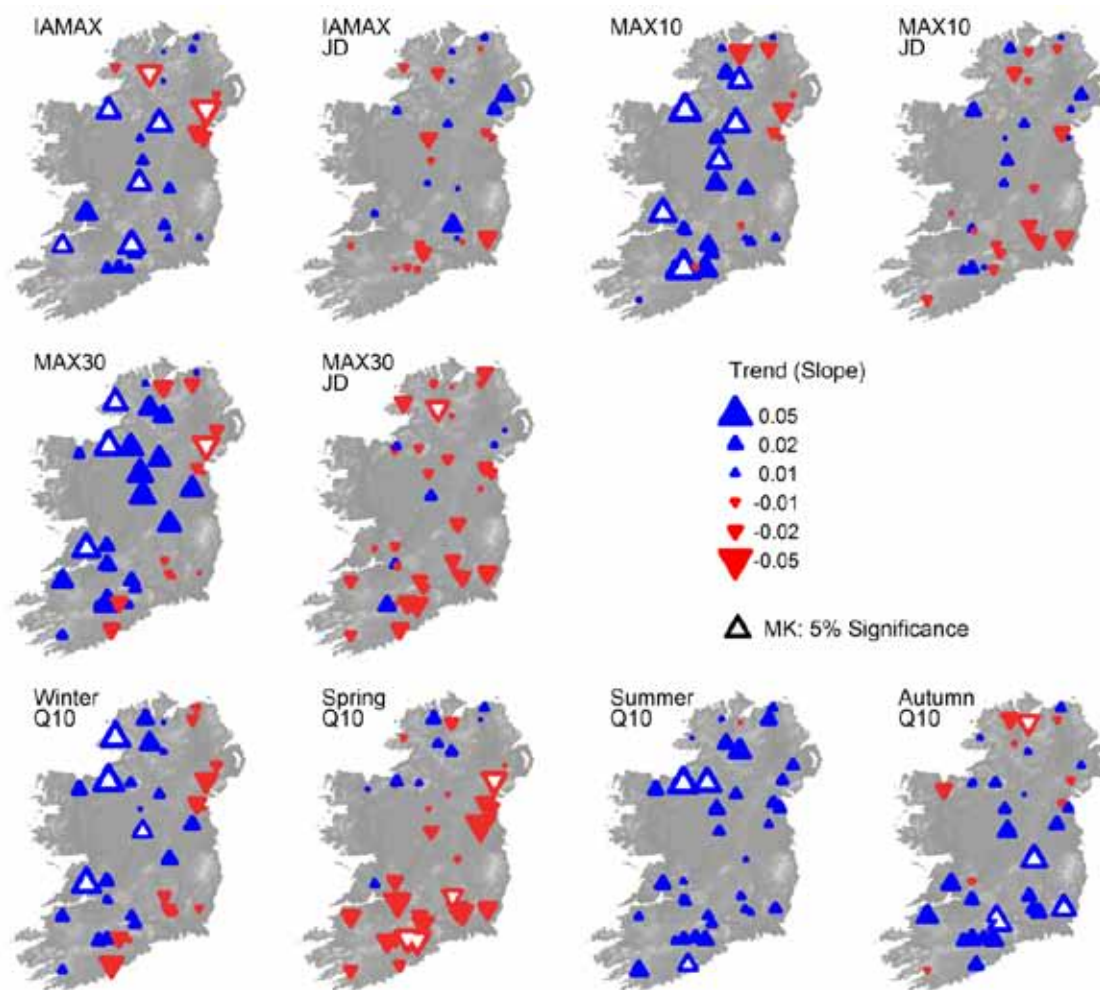 IAMAX
IAMAX
JD
MAX10
MAX10
JD
MAX30
MAX30
JD
Trend (Slope)
0.05
0.02
0.01
-0.01
-0.02
-0.05
MK: 5% Significance
Winter
Q10
Spring
Q10
Summer
Q10
Autumn
Q10